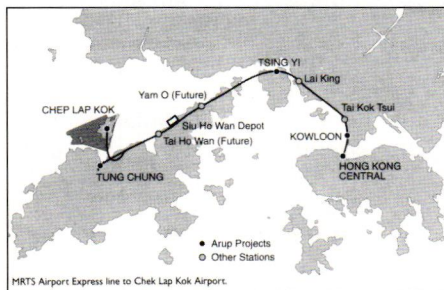 TSING YI
Lai King
Yam O (Future)
CHEP LAP KOK
Tai Kok Tsui
Siu Ho Wan Depot
KOWLOON
Tai Ho Wan (Future)
TUNG CHUNG
HONG KONG
CENTRAL
Arup Projects
Other Stations
MRTS Airport Express line to Chek Lap Kok Airport.